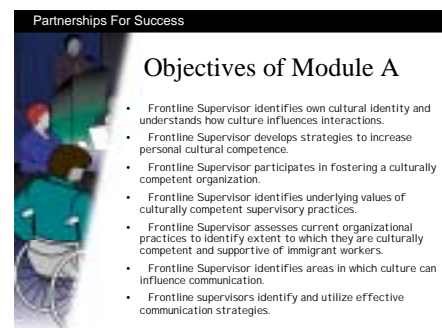 Partnerships For Success
Objectives of Module A
• Frontline Supervisor identifies own cultural identity and
understands how culture influences interactions.
• Frontline Supervisor develops strategies to increase
personal cultural competence.
• Frontline Supervisor participates in fostering a culturally
competent organization.
• Frontline Supervisor identifies underlying values of
culturally competent supervisory practices.
• Frontline Supervisor assesses current organizational
practices to identify extent to which they are culturally
competent and supportive of immigrant workers.
• Frontline Supervisor identifies areas in which culture can
influence communication.
• Frontline supervisors identify and utilize effective
communication strategies.